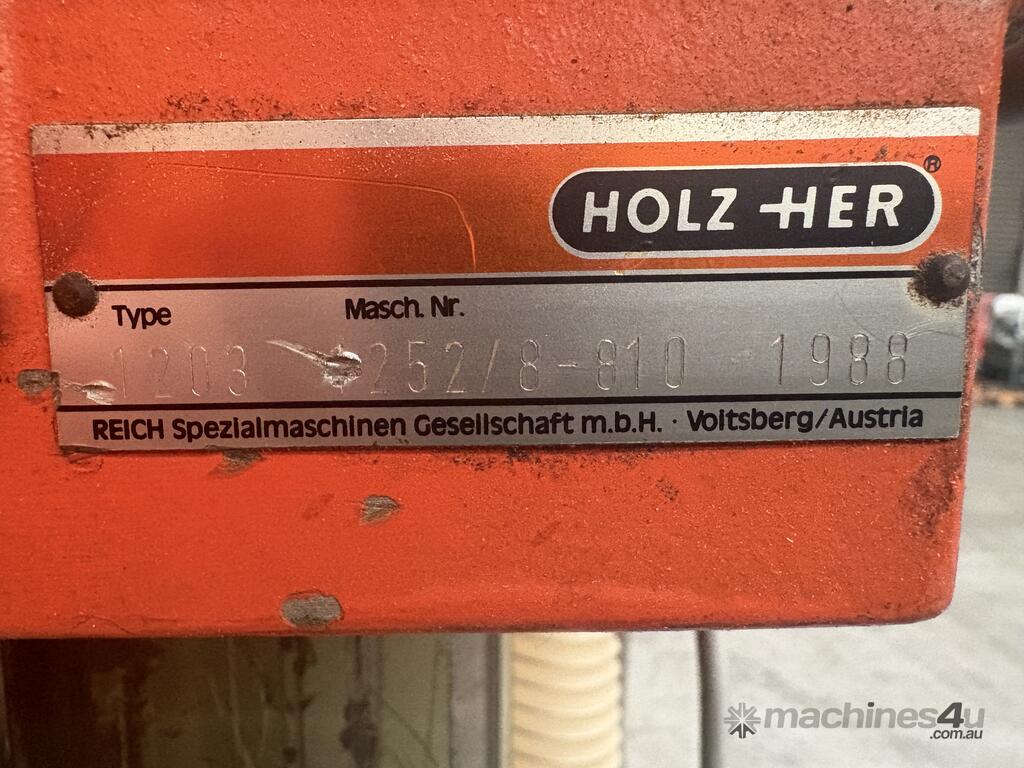 HOLZ-HER®
Type Masch. Nr.
1203 252/8-810 1988
REICH Spezialmaschinen Gesellschaft m.b.H. · Voitsberg/Austria
machines4u
.com.au